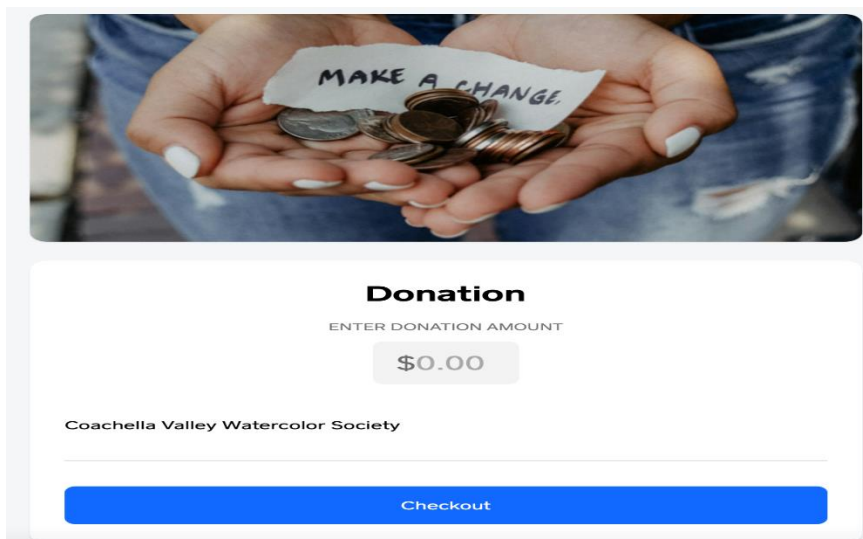 MAKE A CHANGE.
Donation
ENTER DONATION AMOUNT
$0.00
Coachella Valley Watercolor Society
Checkout